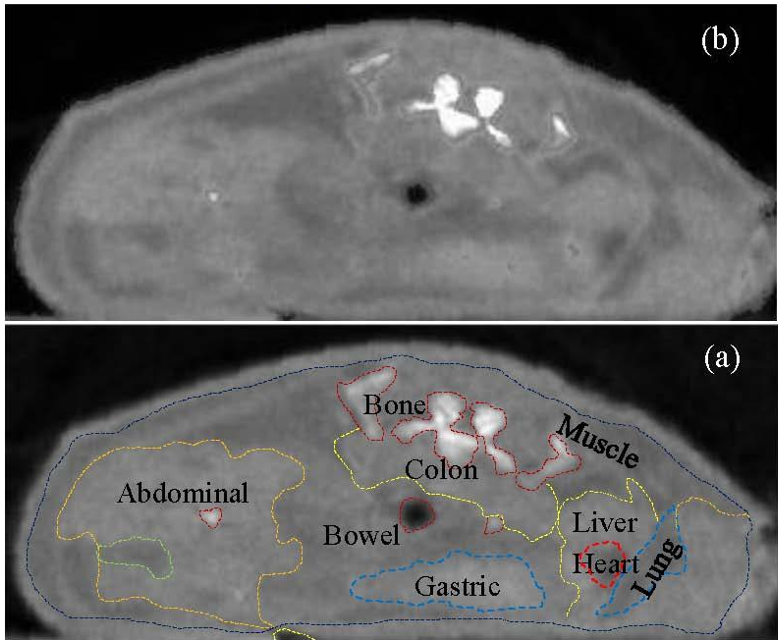 (b)
(a)
Bone
Muscle
Colon
Abdominal
Bowel
Liver
Heart
Lung
Gastric